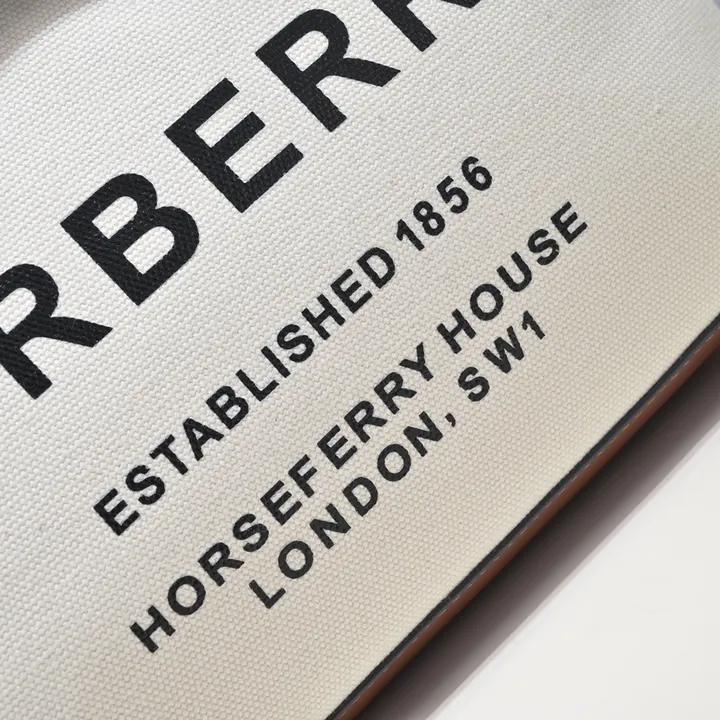 RBERR
ESTABLISHED 1856
HORSEFERRY HOUSE
LONDON, SW1